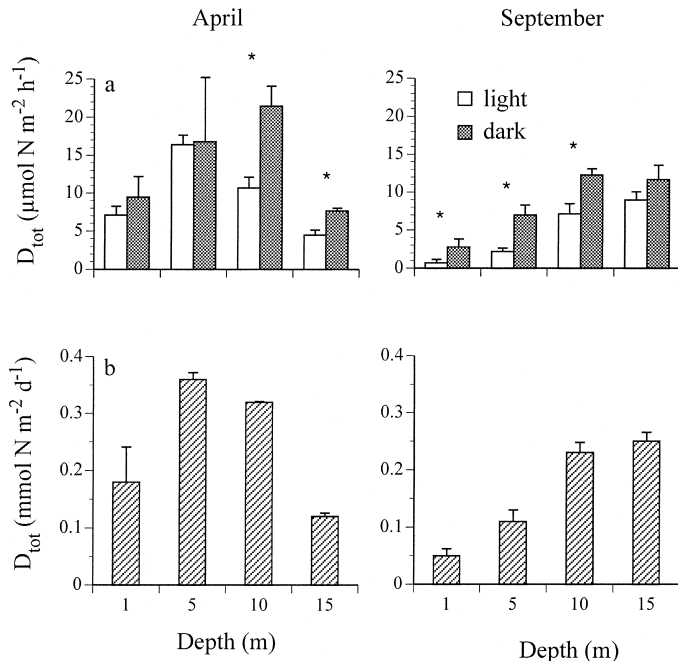 April
September
a
25
20
15
10
5
0
*
*
D_tot (μmol N m⁻² h⁻¹)
25
20
15
10
5
0
light
dark
*
*
*
b
0.4
0.3
0.2
0.1
0
D_tot (mmol N m⁻² d⁻¹)
1 5 10 15
Depth (m)
0.4
0.3
0.2
0.1
0
1 5 10 15
Depth (m)